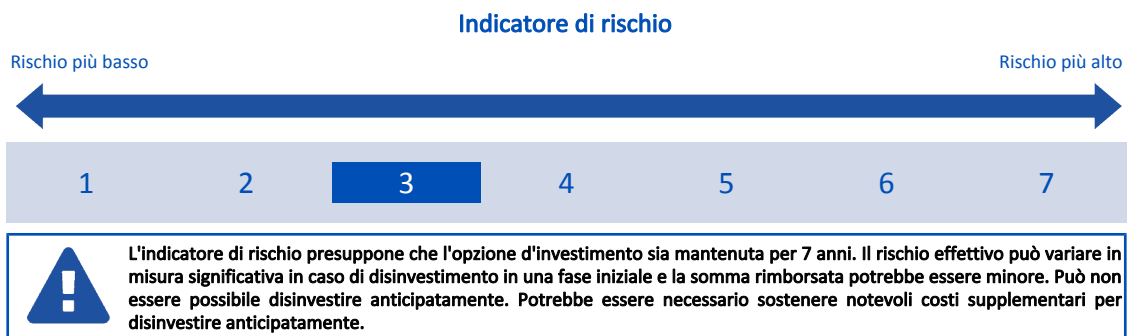 Indicatore di rischio
Rischio più basso
Rischio più alto
1 2 3 4 5 6 7
L'indicatore di rischio presuppone che l'opzione d'investimento sia mantenuta per 7 anni. Il rischio effettivo può variare in
misura significativa in caso di disinvestimento in una fase iniziale e la somma rimborsata potrebbe essere minore. Può non
essere possibile disinvestire anticipatamente. Potrebbe essere necessario sostenere notevoli costi supplementari per
disinvestire anticipatamente.